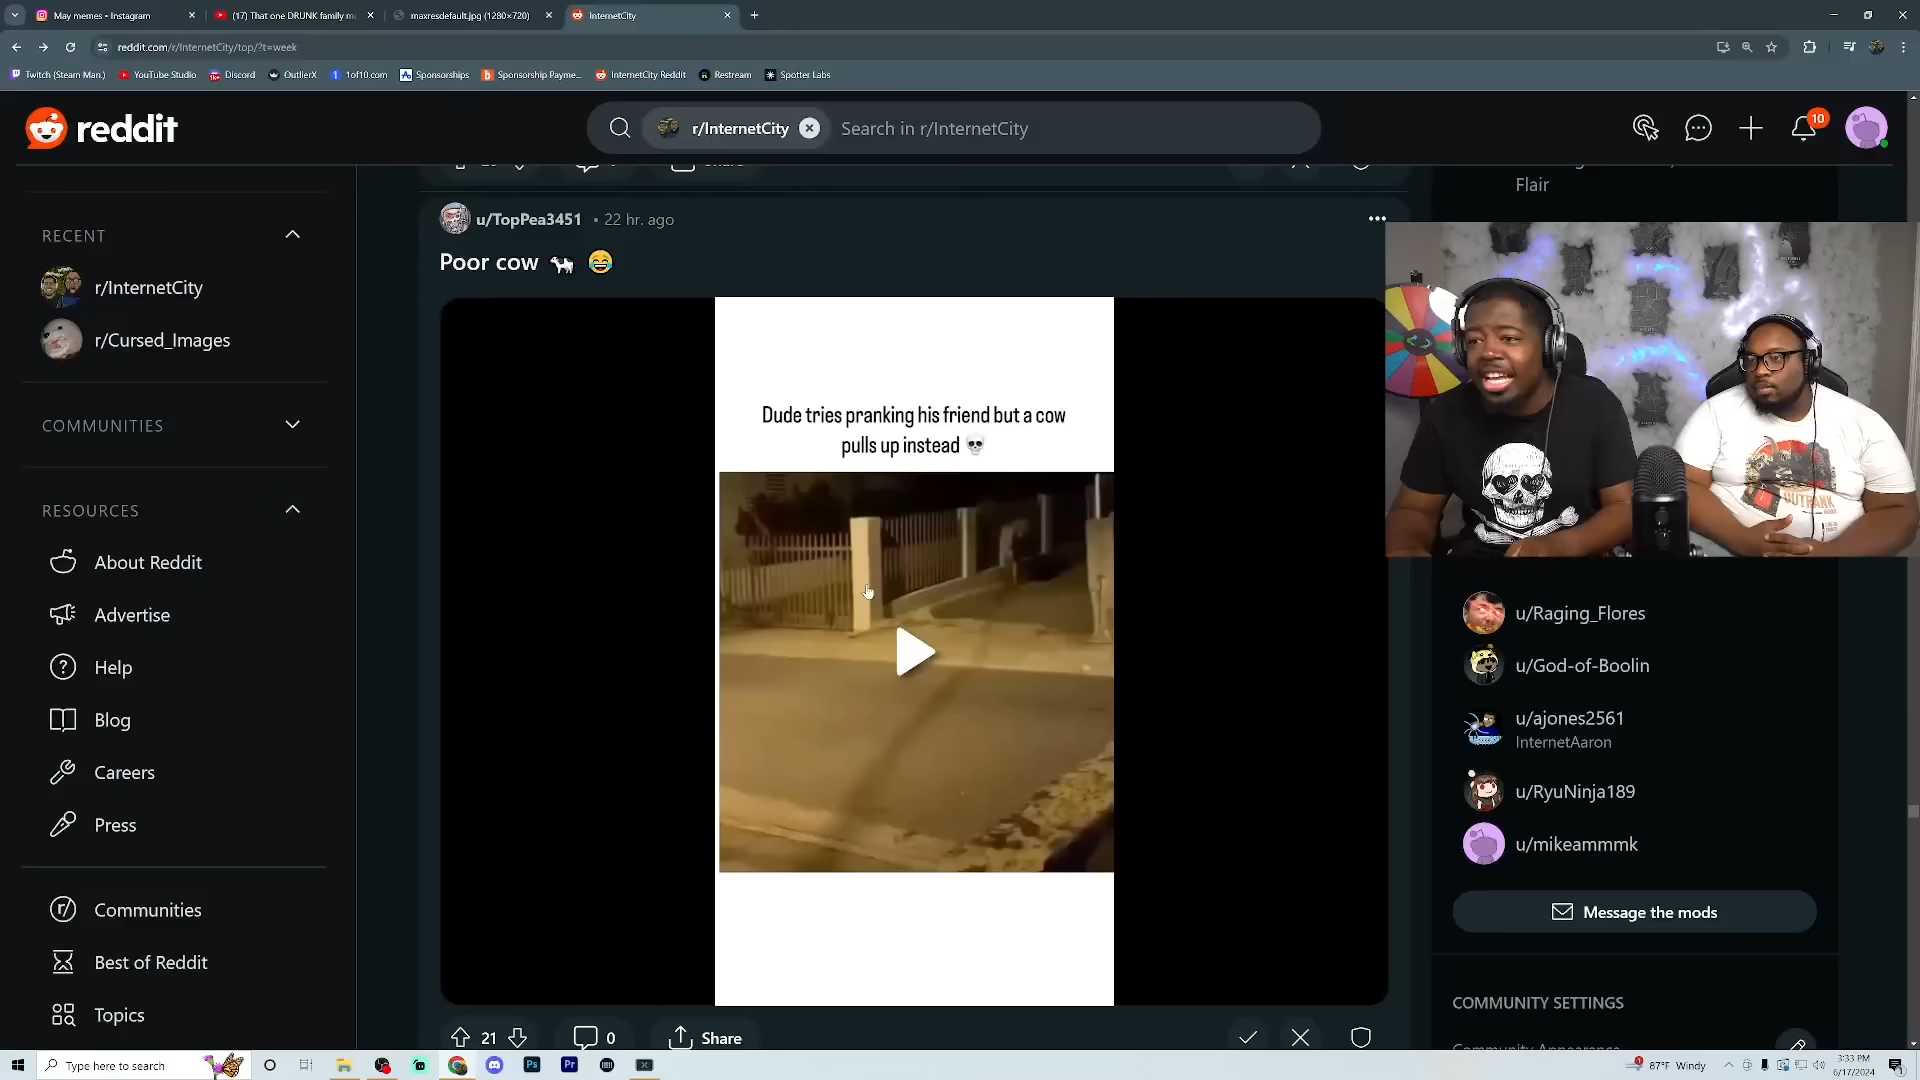 May memes - Instagram
(17) That one DRUNK family m
maxresdefault.jpg (1280×720)
InternetCity
reddit.com/r/InternetCity/top/?t=week
Twitch (Steam Man.)
YouTube Studio
Discord
OutlierX
1of10.com
Sponsorships
Sponsorship Payme...
InternetCity Reddit
Restream
Spotter Labs
reddit
r/InternetCity
Search in r/InternetCity
10
Share
Flair
RECENT
r/InternetCity
r/Cursed_Images
COMMUNITIES
RESOURCES
About Reddit
Advertise
Help
Blog
Careers
Press
Communities
Best of Reddit
Topics
u/TopPea3451 • 22 hr. ago
Poor cow 🐄 😂
Dude tries pranking his friend but a cow
pulls up instead 💀
21
0
Share
OUTRANK
u/Raging_Flores
u/God-of-Boolin
u/ajones2561
InternetAaron
u/RyuNinja189
u/mikeammmk
Message the mods
COMMUNITY SETTINGS
Community Appearance
Type here to search
87°F Windy
3:33 PM
6/17/2024